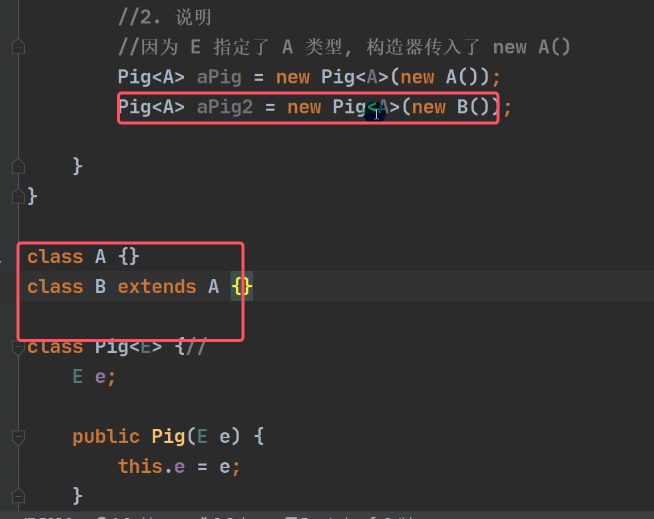 //2. 说明
//因为 E 指定了 A 类型, 构造器传入了 new A()
Pig<A> aPig = new Pig<A>(new A());
Pig<A> aPig2 = new Pig<A>(new B());
}
}
class A {}
class B extends A {}
class Pig<E> {//
E e;
public Pig(E e) {
this.e = e;
}